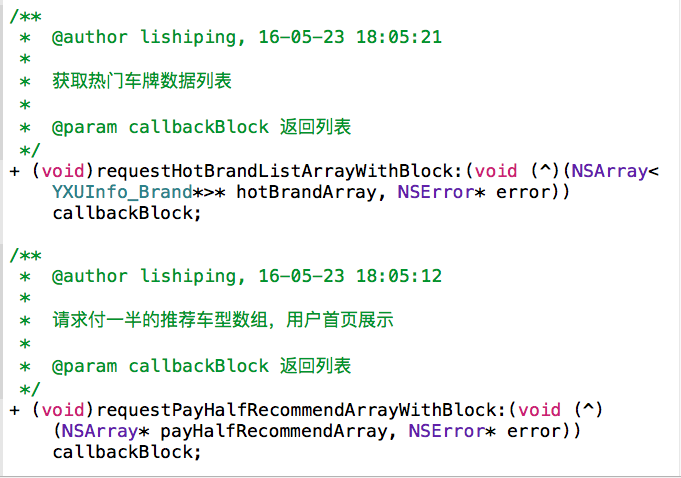 /**
 *  @author lishiping, 16-05-23 18:05:21
 *
 *  获取热门车牌数据列表
 *
 *  @param callbackBlock 返回列表
 */
+ (void)requestHotBrandListArrayWithBlock:(void (^)(NSArray<
YXUInfo_Brand*>* hotBrandArray, NSError* error))
callbackBlock;
/**
 *  @author lishiping, 16-05-23 18:05:12
 *
 *  请求付一半的推荐车型数组，用户首页展示
 *
 *  @param callbackBlock 返回列表
 */
+ (void)requestPayHalfRecommendArrayWithBlock:(void (^)
(NSArray* payHalfRecommendArray, NSError* error))
callbackBlock;